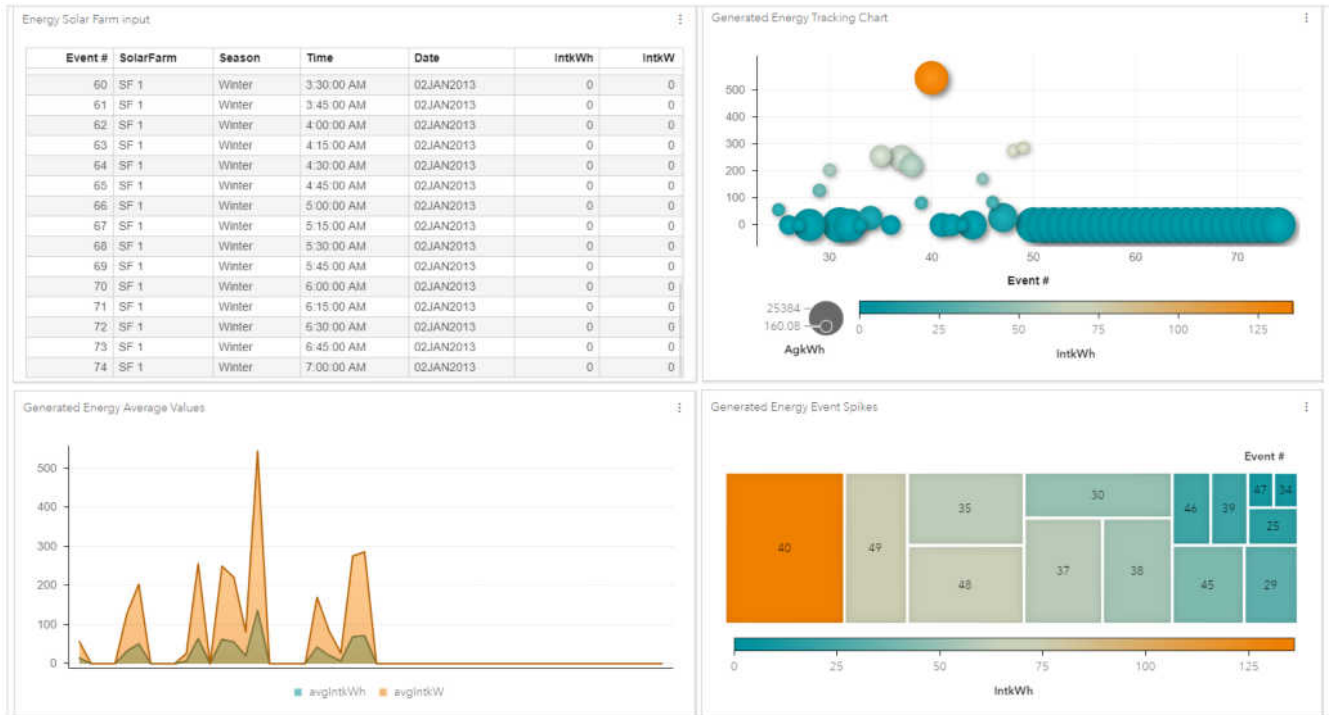 Energy Solar Farm input
Event # SolarFarm Season Time Date IntkWh IntkW
60 SF 1 Winter 3:30:00 AM 02JAN2013 0 0
61 SF 1 Winter 3:45:00 AM 02JAN2013 0 0
62 SF 1 Winter 4:00:00 AM 02JAN2013 0 0
63 SF 1 Winter 4:15:00 AM 02JAN2013 0 0
64 SF 1 Winter 4:30:00 AM 02JAN2013 0 0
65 SF 1 Winter 4:45:00 AM 02JAN2013 0 0
66 SF 1 Winter 5:00:00 AM 02JAN2013 0 0
67 SF 1 Winter 5:15:00 AM 02JAN2013 0 0
68 SF 1 Winter 5:30:00 AM 02JAN2013 0 0
69 SF 1 Winter 5:45:00 AM 02JAN2013 0 0
70 SF 1 Winter 6:00:00 AM 02JAN2013 0 0
71 SF 1 Winter 6:15:00 AM 02JAN2013 0 0
72 SF 1 Winter 6:30:00 AM 02JAN2013 0 0
73 SF 1 Winter 6:45:00 AM 02JAN2013 0 0
74 SF 1 Winter 7:00:00 AM 02JAN2013 0 0
Generated Energy Tracking Chart
500
400
300
200
100
0
30 40 50 60 70
Event #
25384
160.08
AgkWh
0 25 50 75 100 125
IntkWh
Generated Energy Average Values
500
400
300
200
100
0
avgIntkWh avgIntkW
Generated Energy Event Spikes
Event #
40 49 35 48 30 37 38 46 39 47 34 25 45 29
0 25 50 75 100 125
IntkWh